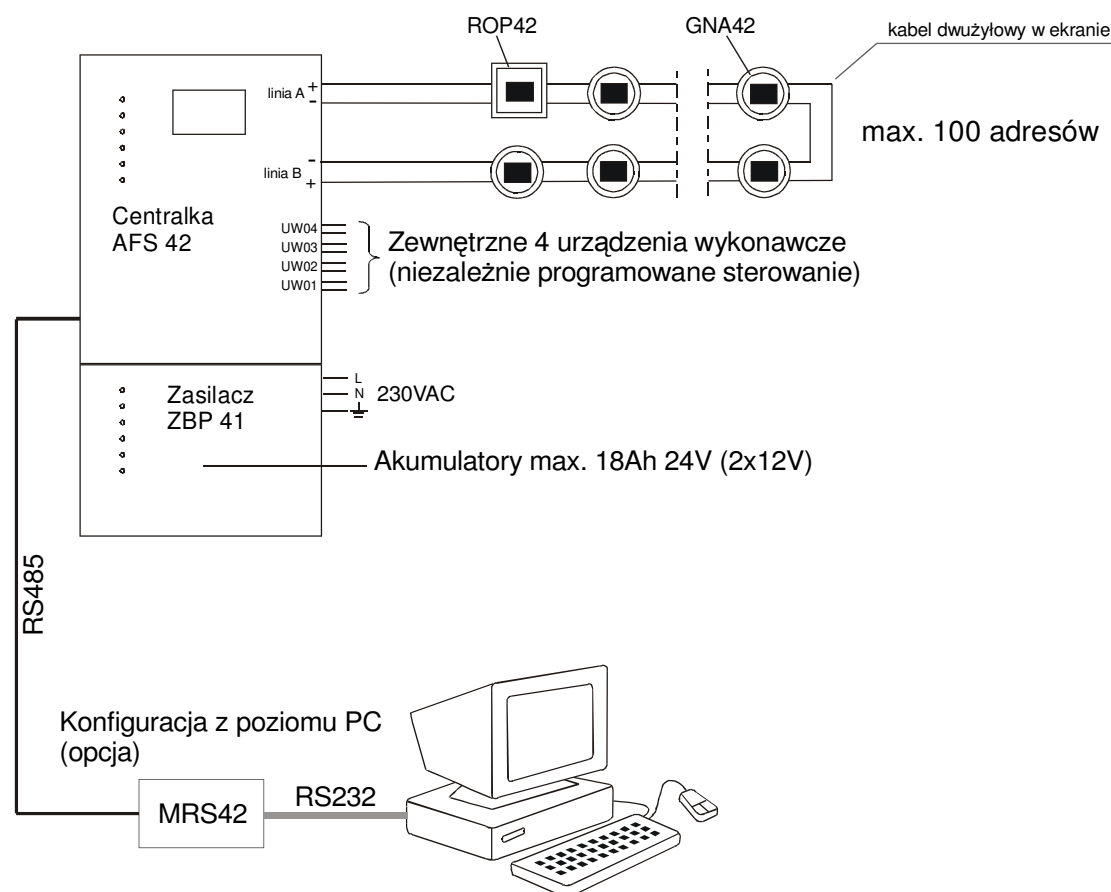 ROP42
GNA42
kabel dwużyłowy w ekranie
linia A
+
-
max. 100 adresów
linia B
-
+
Centralka
AFS 42
UW04
UW03
UW02
UW01
Zewnętrzne 4 urządzenia wykonawcze
(niezależnie programowane sterowanie)
Zasilacz
ZBP 41
L
N
230VAC
Akumulatory max. 18Ah 24V (2x12V)
RS485
Konfiguracja z poziomu PC
(opcja)
MRS42
RS232